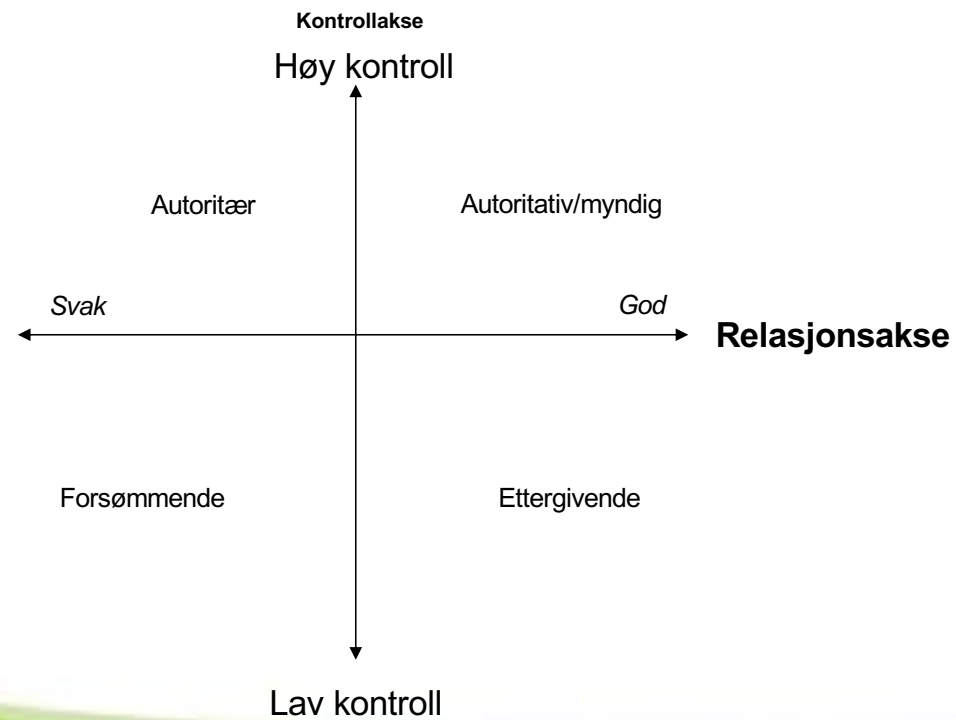 Kontrollakse
Høy kontroll
Autoritær
Autoritativ/myndig
Svak
God
Relasjonsakse
Forsømmende
Ettergivende
Lav kontroll